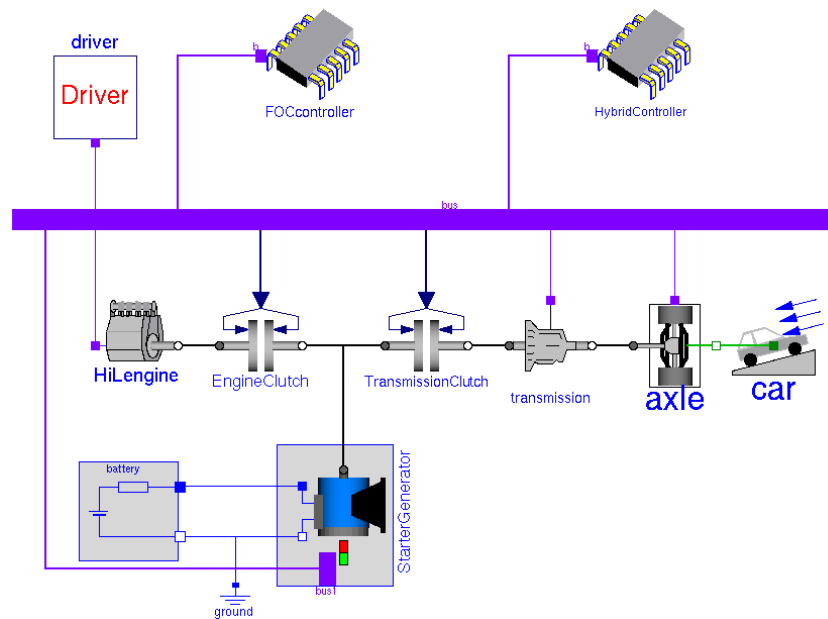 driver
Driver
b
FOCcontroller
b
HybridController
bus
HiLengine
EngineClutch
TransmissionClutch
transmission
axle
car
battery
StarterGenerator
bus1
ground